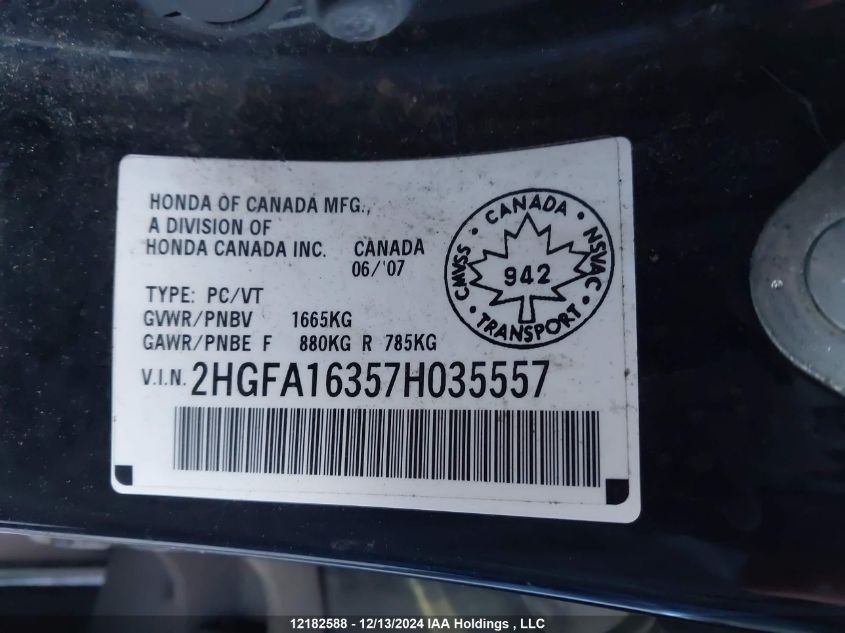 HONDA OF CANADA MFG.,
A DIVISION OF
HONDA CANADA INC. CANADA
06/'07
TYPE: PC/VT
GVWR/PNBV 1665KG
GAWR/PNBE F 880KG R 785KG
V.I.N. 2HGFA16357H035557
• CANADA •
CMVSS NSVAC
942
• TRANSPORT •
12182588 - 12/13/2024 IAA Holdings , LLC